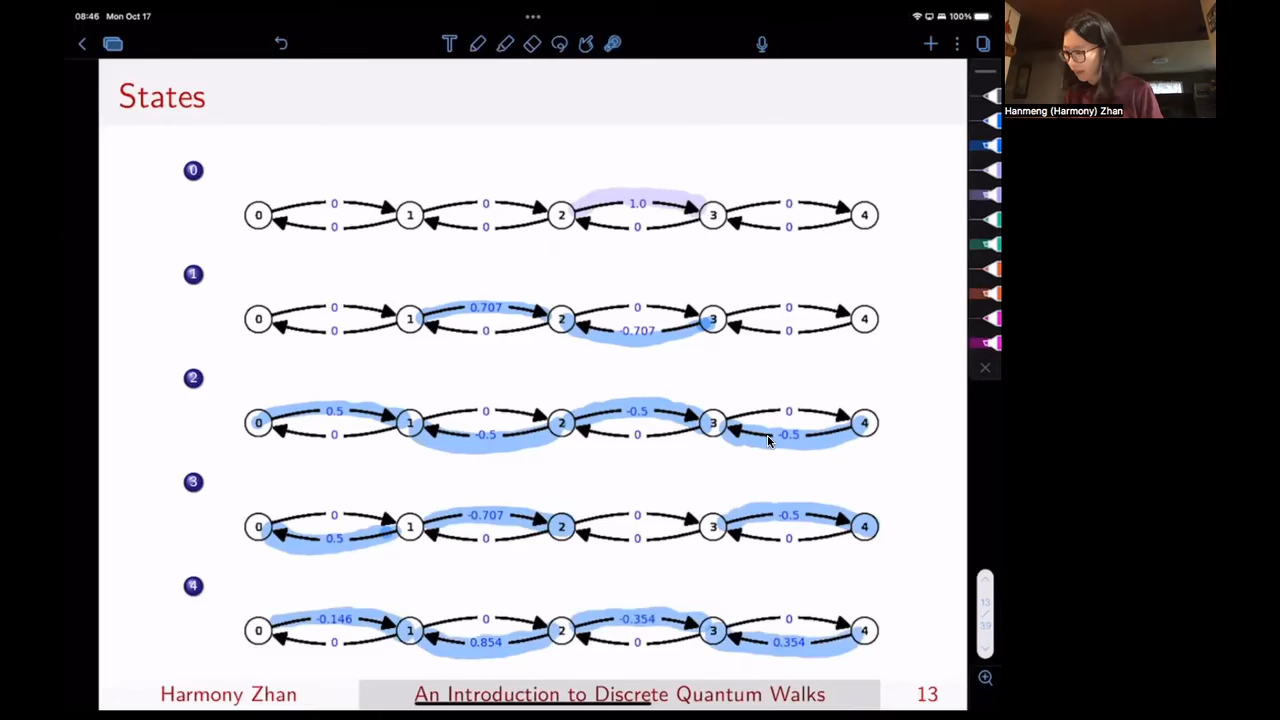 08:46 Mon Oct 17
100%
Hanmeng (Harmony) Zhan
States
0
0 0 0 1.0 0
0 1 2 3 4
0 0 0 0
1
0 0.707 0 0
0 1 2 3 4
0 0 -0.707 0
2
0.5 0 -0.5 0
0 1 2 3 4
0 -0.5 0 -0.5
3
0 -0.707 0 -0.5
0 1 2 3 4
0.5 0 0 0
4
-0.146 0 -0.354 0
0 1 2 3 4
0 0.854 0 0.354
13
/
39
Harmony Zhan An Introduction to Discrete Quantum Walks 13